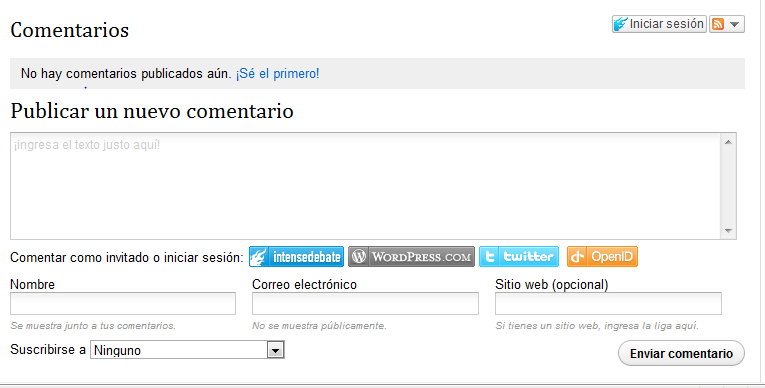 Comentarios
Iniciar sesión
No hay comentarios publicados aún. ¡Sé el primero!
Publicar un nuevo comentario
¡ingresa el texto justo aquí!
Comentar como invitado o iniciar sesión: intensedebate WORDPRESS.COM twitter OpenID
Nombre Correo electrónico Sitio web (opcional)
Se muestra junto a tus comentarios. No se muestra públicamente. Si tienes un sitio web, ingresa la liga aquí.
Suscribirse a Ninguno Enviar comentario